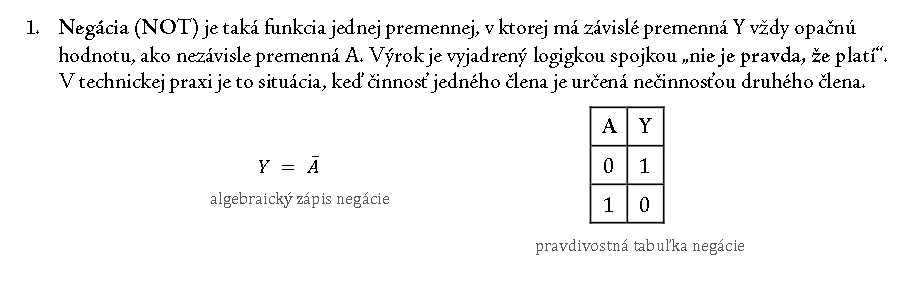 1. Negácia (NOT) je taká funkcia jednej premennej, v ktorej má závislé premenná Y vždy opačnú
hodnotu, ako nezávisle premenná A. Výrok je vyjadrený logigkou spojkou „nie je pravda, že platí“.
V technickej praxi je to situácia, keď činnosť jedného člena je určená nečinnosťou druhého člena.
Y = Ā
algebraický zápis negácie
A Y
0 1
1 0
pravdivostná tabuľka negácie